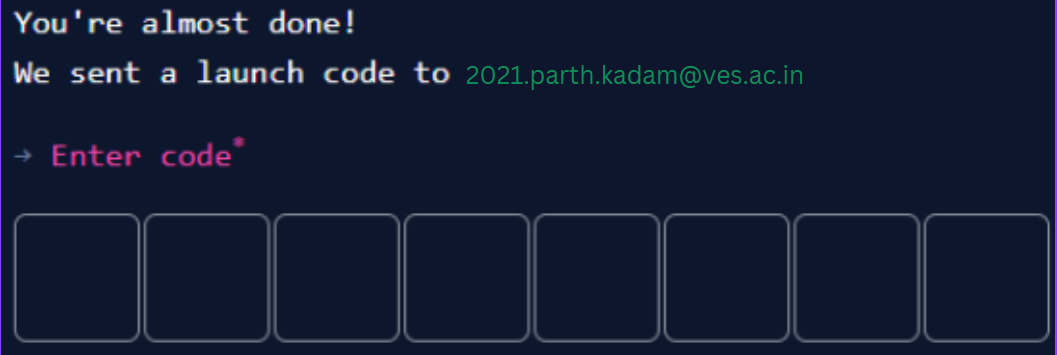 You're almost done!
We sent a launch code to 2021.parth.kadam@ves.ac.in
→ Enter code*